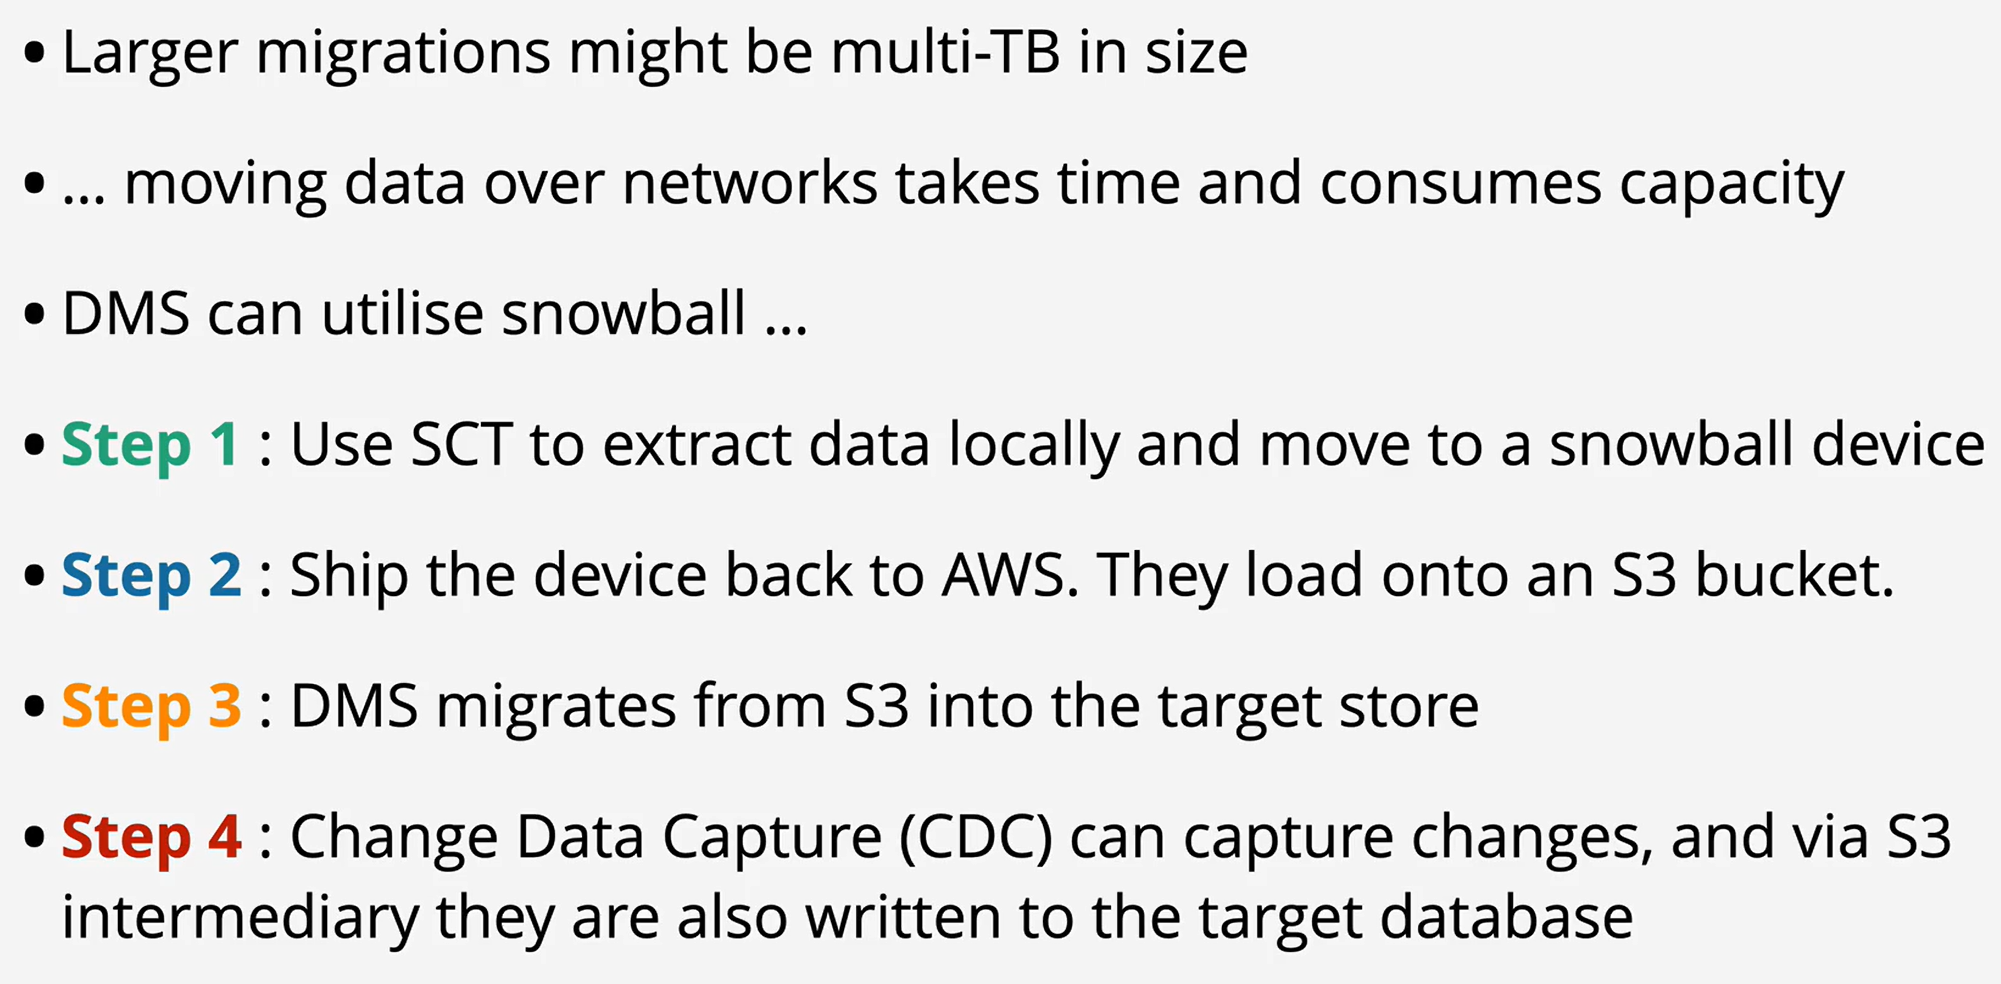 • Larger migrations might be multi-TB in size
• ... moving data over networks takes time and consumes capacity
• DMS can utilise snowball ...
• Step 1 : Use SCT to extract data locally and move to a snowball device
• Step 2 : Ship the device back to AWS. They load onto an S3 bucket.
• Step 3 : DMS migrates from S3 into the target store
• Step 4 : Change Data Capture (CDC) can capture changes, and via S3
intermediary they are also written to the target database